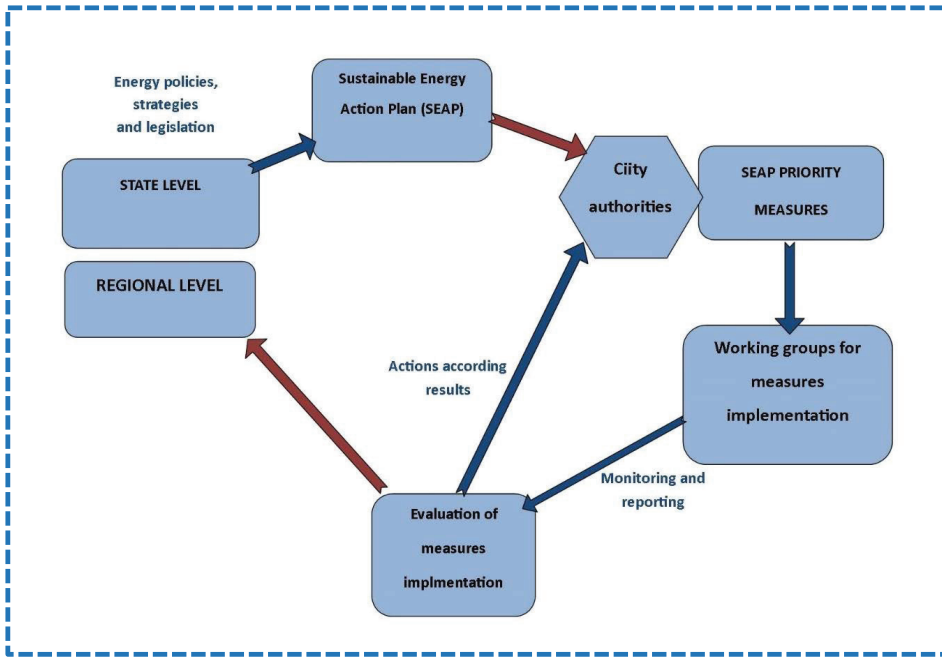 Energy policies,
strategies
and legislation
Sustainable Energy
Action Plan (SEAP)
STATE LEVEL
REGIONAL LEVEL
Ciity
authorities
SEAP PRIORITY
MEASURES
Working groups for
measures
implementation
Actions according
results
Monitoring and
reporting
Evaluation of
measures
implmentation